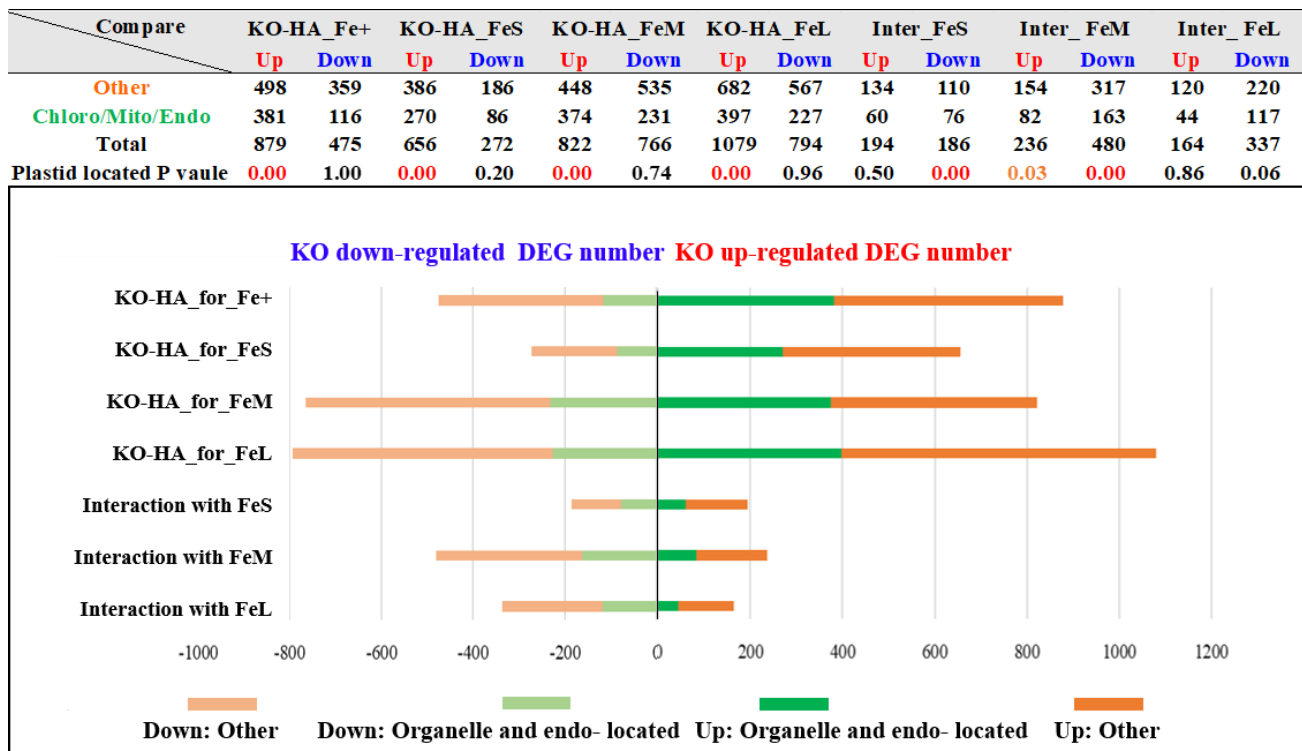 Compare KO-HA_Fe+ KO-HA_FeS KO-HA_FeM KO-HA_FeL Inter_FeS Inter_ FeM Inter_ FeL
Up Down Up Down Up Down Up Down Up Down Up Down Up Down
Other 498 359 386 186 448 535 682 567 134 110 154 317 120 220
Chloro/Mito/Endo 381 116 270 86 374 231 397 227 60 76 82 163 44 117
Total 879 475 656 272 822 766 1079 794 194 186 236 480 164 337
Plastid located P vaule 0.00 1.00 0.00 0.20 0.00 0.74 0.00 0.96 0.50 0.00 0.03 0.00 0.86 0.06
KO down-regulated DEG number KO up-regulated DEG number
KO-HA_for_Fe+
KO-HA_for_FeS
KO-HA_for_FeM
KO-HA_for_FeL
Interaction with FeS
Interaction with FeM
Interaction with FeL
-1000 -800 -600 -400 -200 0 200 400 600 800 1000 1200
Down: Other Down: Organelle and endo- located Up: Organelle and endo- located Up: Other